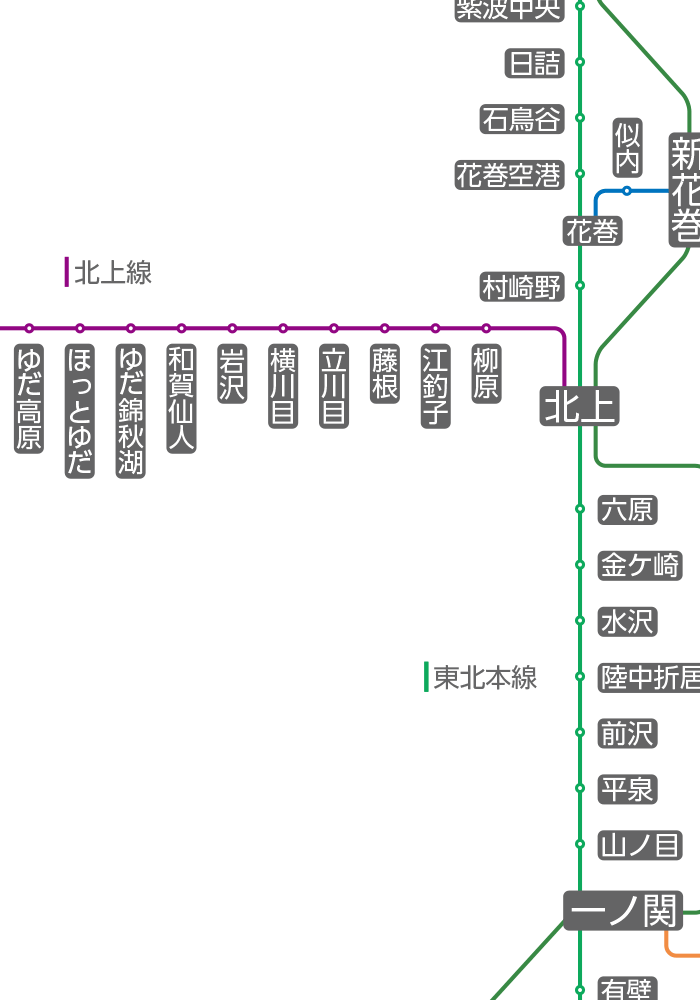 紫波中央
日詰
石鳥谷
花巻空港
似内
新花巻
花巻
村崎野
北上線
ゆだ高原
ほっとゆだ
ゆだ錦秋湖
和賀仙人
岩沢
横川目
立川目
藤根
江釣子
柳原
北上
六原
金ケ崎
水沢
陸中折居
東北本線
前沢
平泉
山ノ目
一ノ関
有壁